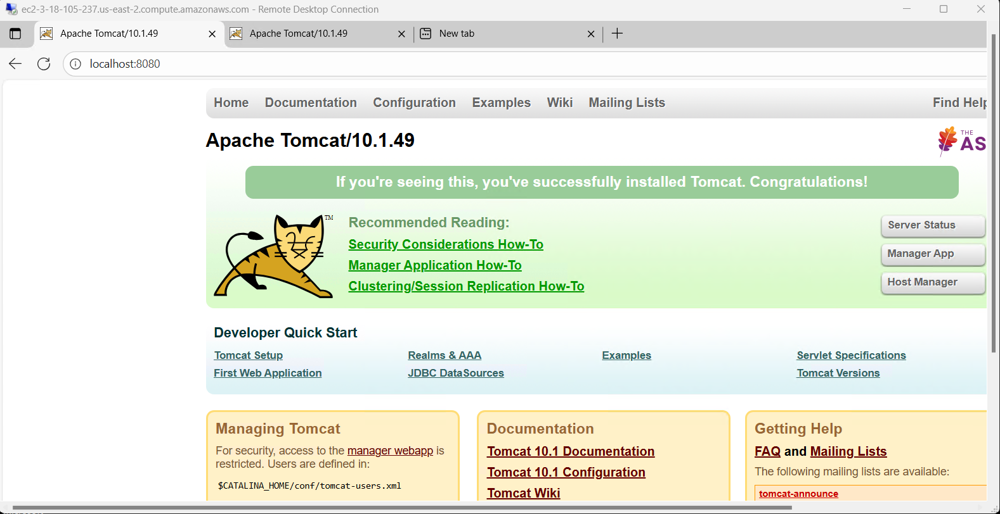 ec2-3-18-105-237.us-east-2.compute.amazonaws.com - Remote Desktop Connection
Apache Tomcat/10.1.49
Apache Tomcat/10.1.49
New tab
localhost:8080
Home Documentation Configuration Examples Wiki Mailing Lists Find Help
Apache Tomcat/10.1.49
THE
AS
If you're seeing this, you've successfully installed Tomcat. Congratulations!
TM
Recommended Reading:
Security Considerations How-To
Manager Application How-To
Clustering/Session Replication How-To
Server Status
Manager App
Host Manager
Developer Quick Start
Tomcat Setup
First Web Application
Realms & AAA
JDBC DataSources
Examples
Servlet Specifications
Tomcat Versions
Managing Tomcat
For security, access to the manager webapp is
restricted. Users are defined in:
$CATALINA_HOME/conf/tomcat-users.xml
Documentation
Tomcat 10.1 Documentation
Tomcat 10.1 Configuration
Tomcat Wiki
Getting Help
FAQ and Mailing Lists
The following mailing lists are available:
tomcat-announce